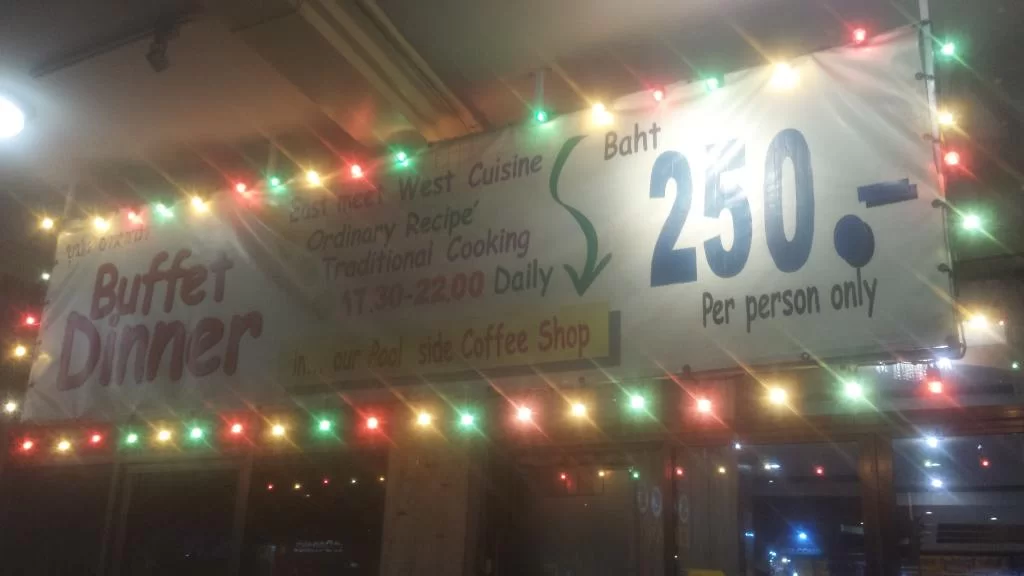 Buffet
Dinner
East meet West Cuisine
Ordinary Recipe'
Traditional Cooking
17.30-22.00 Daily
in... our Pool side Coffee Shop
Baht
250.-
Per person only